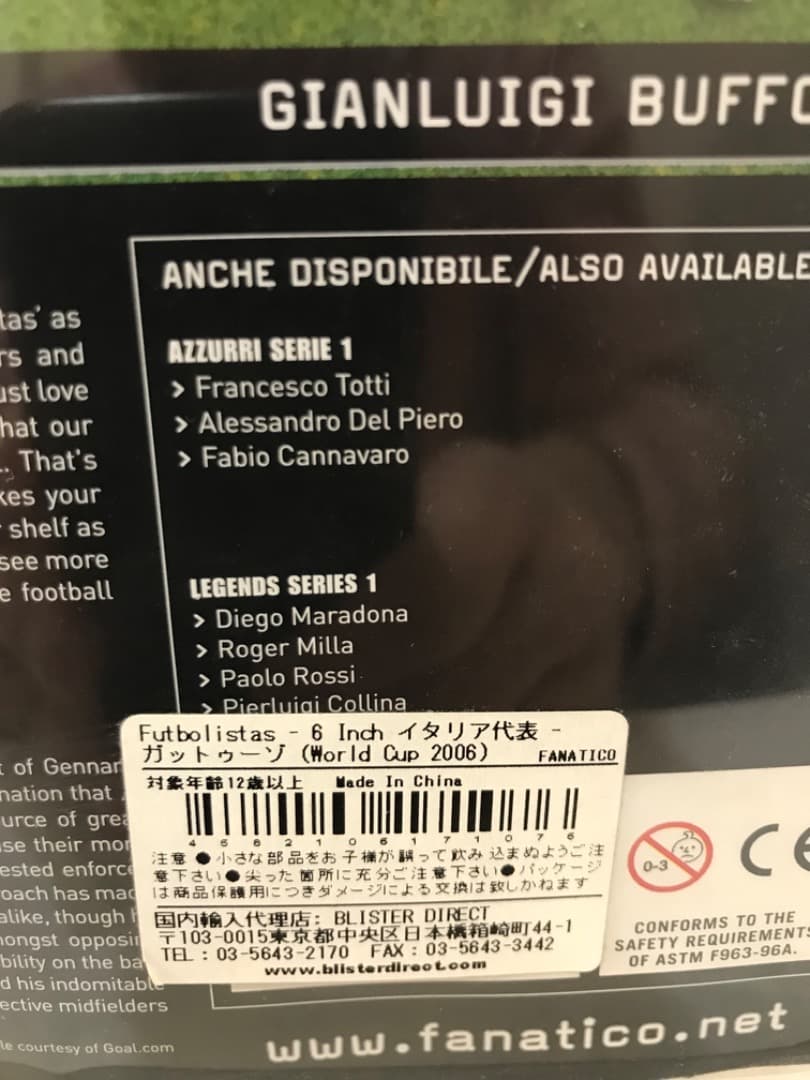 GIANLUIGI BUFFO
ANCHE DISPONIBILE/ALSO AVAILABLE
AZZURRI SERIE 1
> Francesco Totti
> Alessandro Del Piero
> Fabio Cannavaro
LEGENDS SERIES 1
> Diego Maradona
> Roger Milla
> Paolo Rossi
> Pierluigi Collina
tas' as
rs and
ust love
hat our
.. That's
kes your
shelf as
see more
e football
t of Gennar
nation that
urce of grea
se their mor
ested enforce
oach has mad
alike, though h
mongst opposi
bility on the ba
d his indomitable
ective midfielders
le courtesy of Goal.com
Futbolistas - 6 Inch イタリア代表 -
ガットゥーゾ (World Cup 2006) FANATICO
対象年齢12歳以上 Made In China
4582106171076
注意 ●小さな部品をお子様が誤って飲み込まぬようご注
意下さい●尖った箇所に充分ご注意下さい●パッケージ
は商品保護用につきダメージによる交換は致しかねます
国内輸入代理店: BLISTER DIRECT
〒103-0015東京都中央区日本橋箱崎町44-1
TEL : 03-5643-2170 FAX : 03-5643-3442
www.blisterdirect.com
0-3
CE
CONFORMS TO THE
SAFETY REQUIREMENTS
OF ASTM F963-96A.
www.fanatico.net